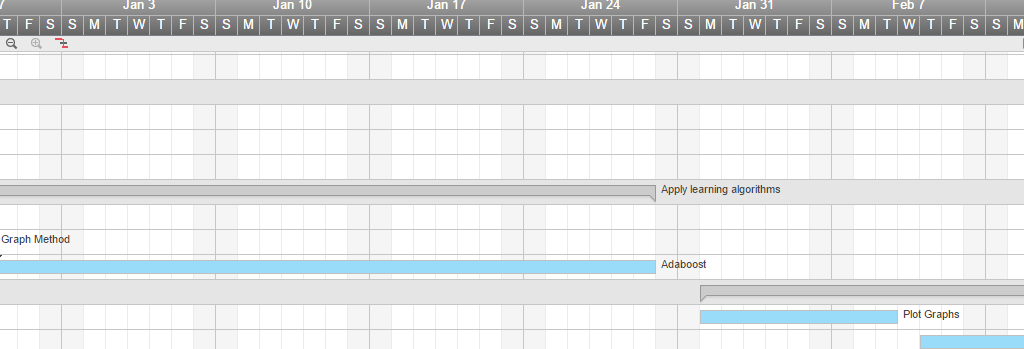 7 Jan 3 Jan 10 Jan 17 Jan 24 Jan 31 Feb 7
T F S S M T W T F S S M T W T F S S M T W T F S S M T W T F S S M T W T F S S M T W T F S S M
Apply learning algorithms
Graph Method
Adaboost
Plot Graphs